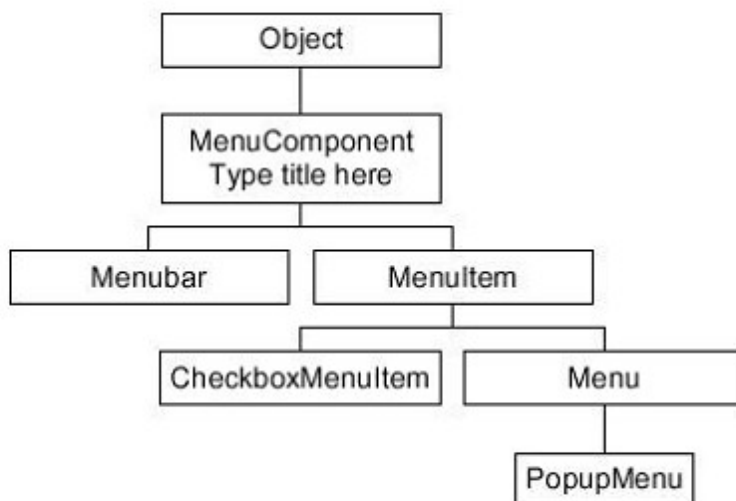 Object
MenuComponent
Type title here
Menubar
MenuItem
CheckboxMenuItem
Menu
PopupMenu